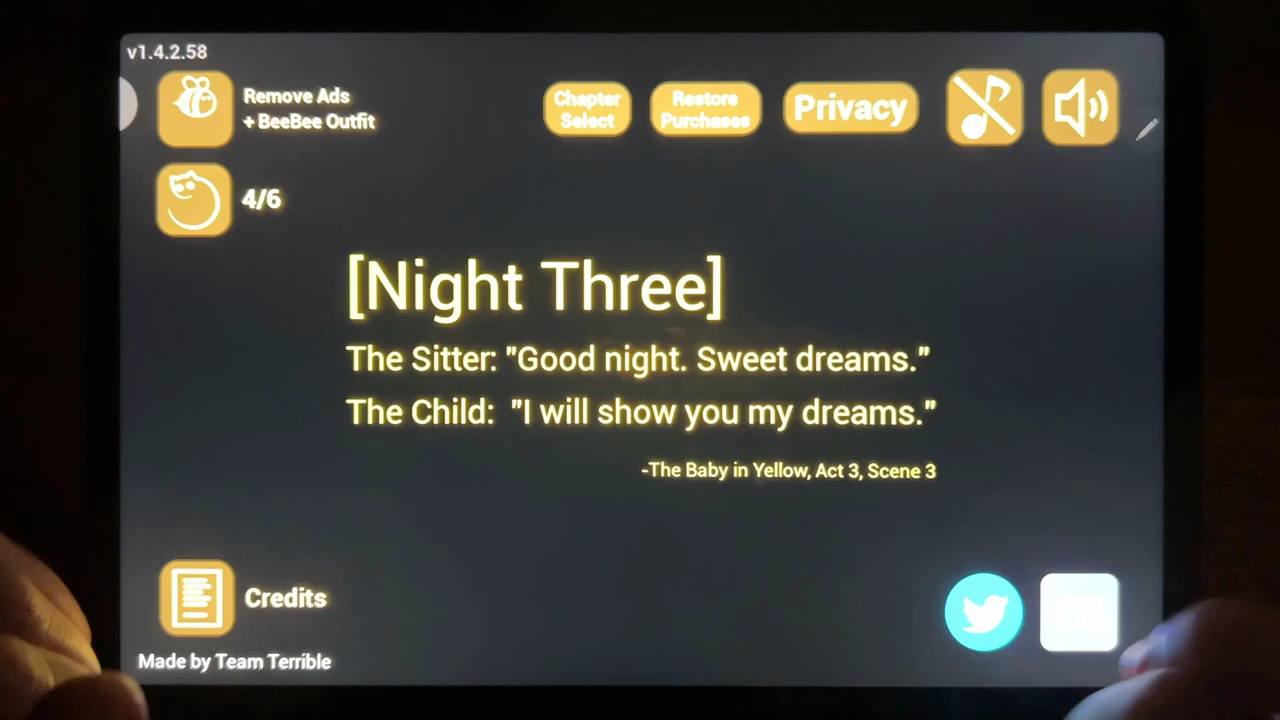 v1.4.2.58
Remove Ads
+ BeeBee Outfit
Chapter
Select
Restore
Purchases
Privacy
4/6
[Night Three]
The Sitter: "Good night. Sweet dreams."
The Child: "I will show you my dreams."
-The Baby in Yellow, Act 3, Scene 3
Credits
Made by Team Terrible